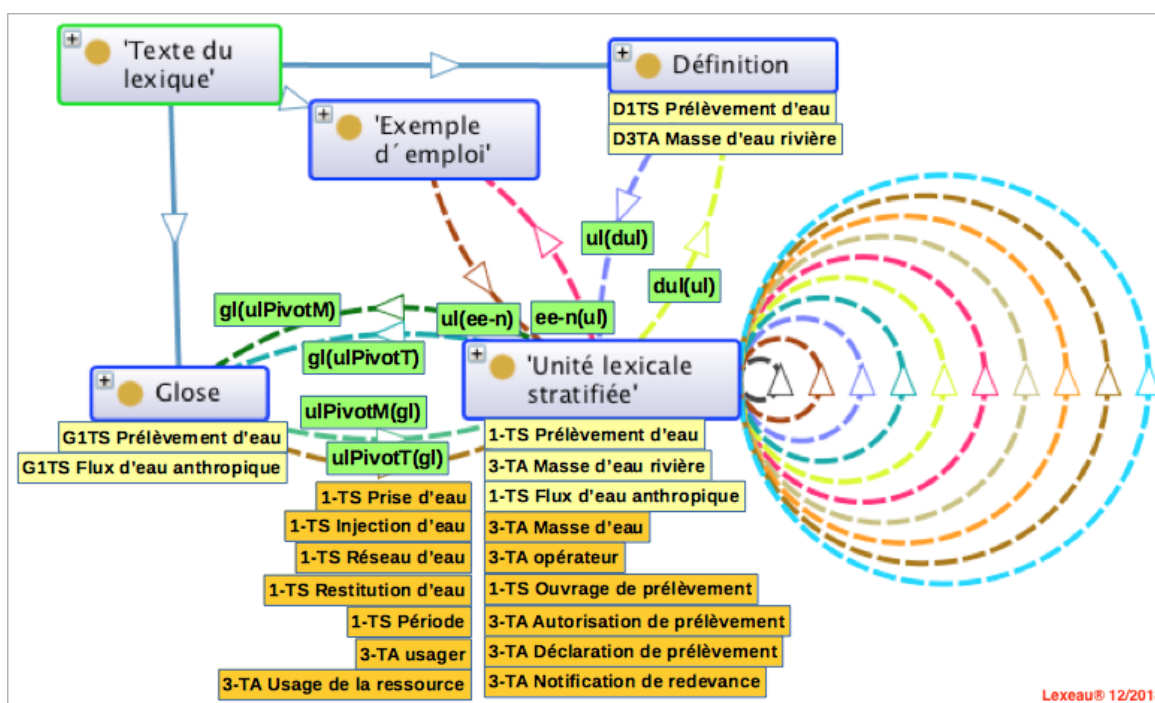 'Texte du
lexique'
Définition
D1TS Prélèvement d'eau
D3TA Masse d'eau rivière
'Exemple
d´emploi'
ul(dul)
dul(ul)
gl(ulPivotM)
ul(ee-n)
ee-n(ul)
gl(ulPivotT)
Glose
'Unité lexicale
stratifiée'
ulPivotM(gl)
ulPivotT(gl)
G1TS Prélèvement d'eau
G1TS Flux d'eau anthropique
1-TS Prélèvement d'eau
3-TA Masse d'eau rivière
1-TS Flux d'eau anthropique
1-TS Prise d'eau
1-TS Injection d'eau
1-TS Réseau d'eau
1-TS Restitution d'eau
1-TS Période
3-TA usager
3-TA Usage de la ressource
3-TA Masse d'eau
3-TA opérateur
1-TS Ouvrage de prélèvement
3-TA Autorisation de prélèvement
3-TA Déclaration de prélèvement
3-TA Notification de redevance
Lexeau®